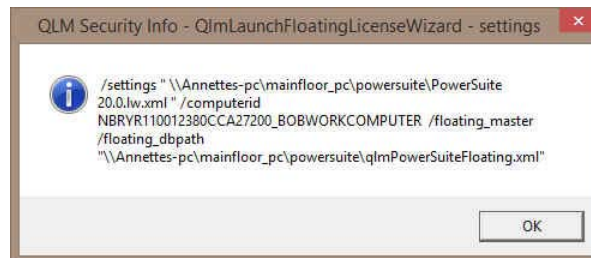 QLM Security Info - QlmLaunchFloatingLicenseWizard - settings
/settings " \\Annettes-pc\mainfloor_pc\powersuite\PowerSuite
20.0.lw.xml " /computerid
NBRYR110012380CCA27200_BOBWORKCOMPUTER /floating_master
/floating_dbpath
"\\Annettes-pc\mainfloor_pc\powersuite\qlmPowerSuiteFloating.xml"
OK